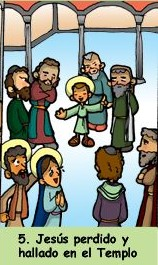 5. Jesús perdido y
hallado en el Templo